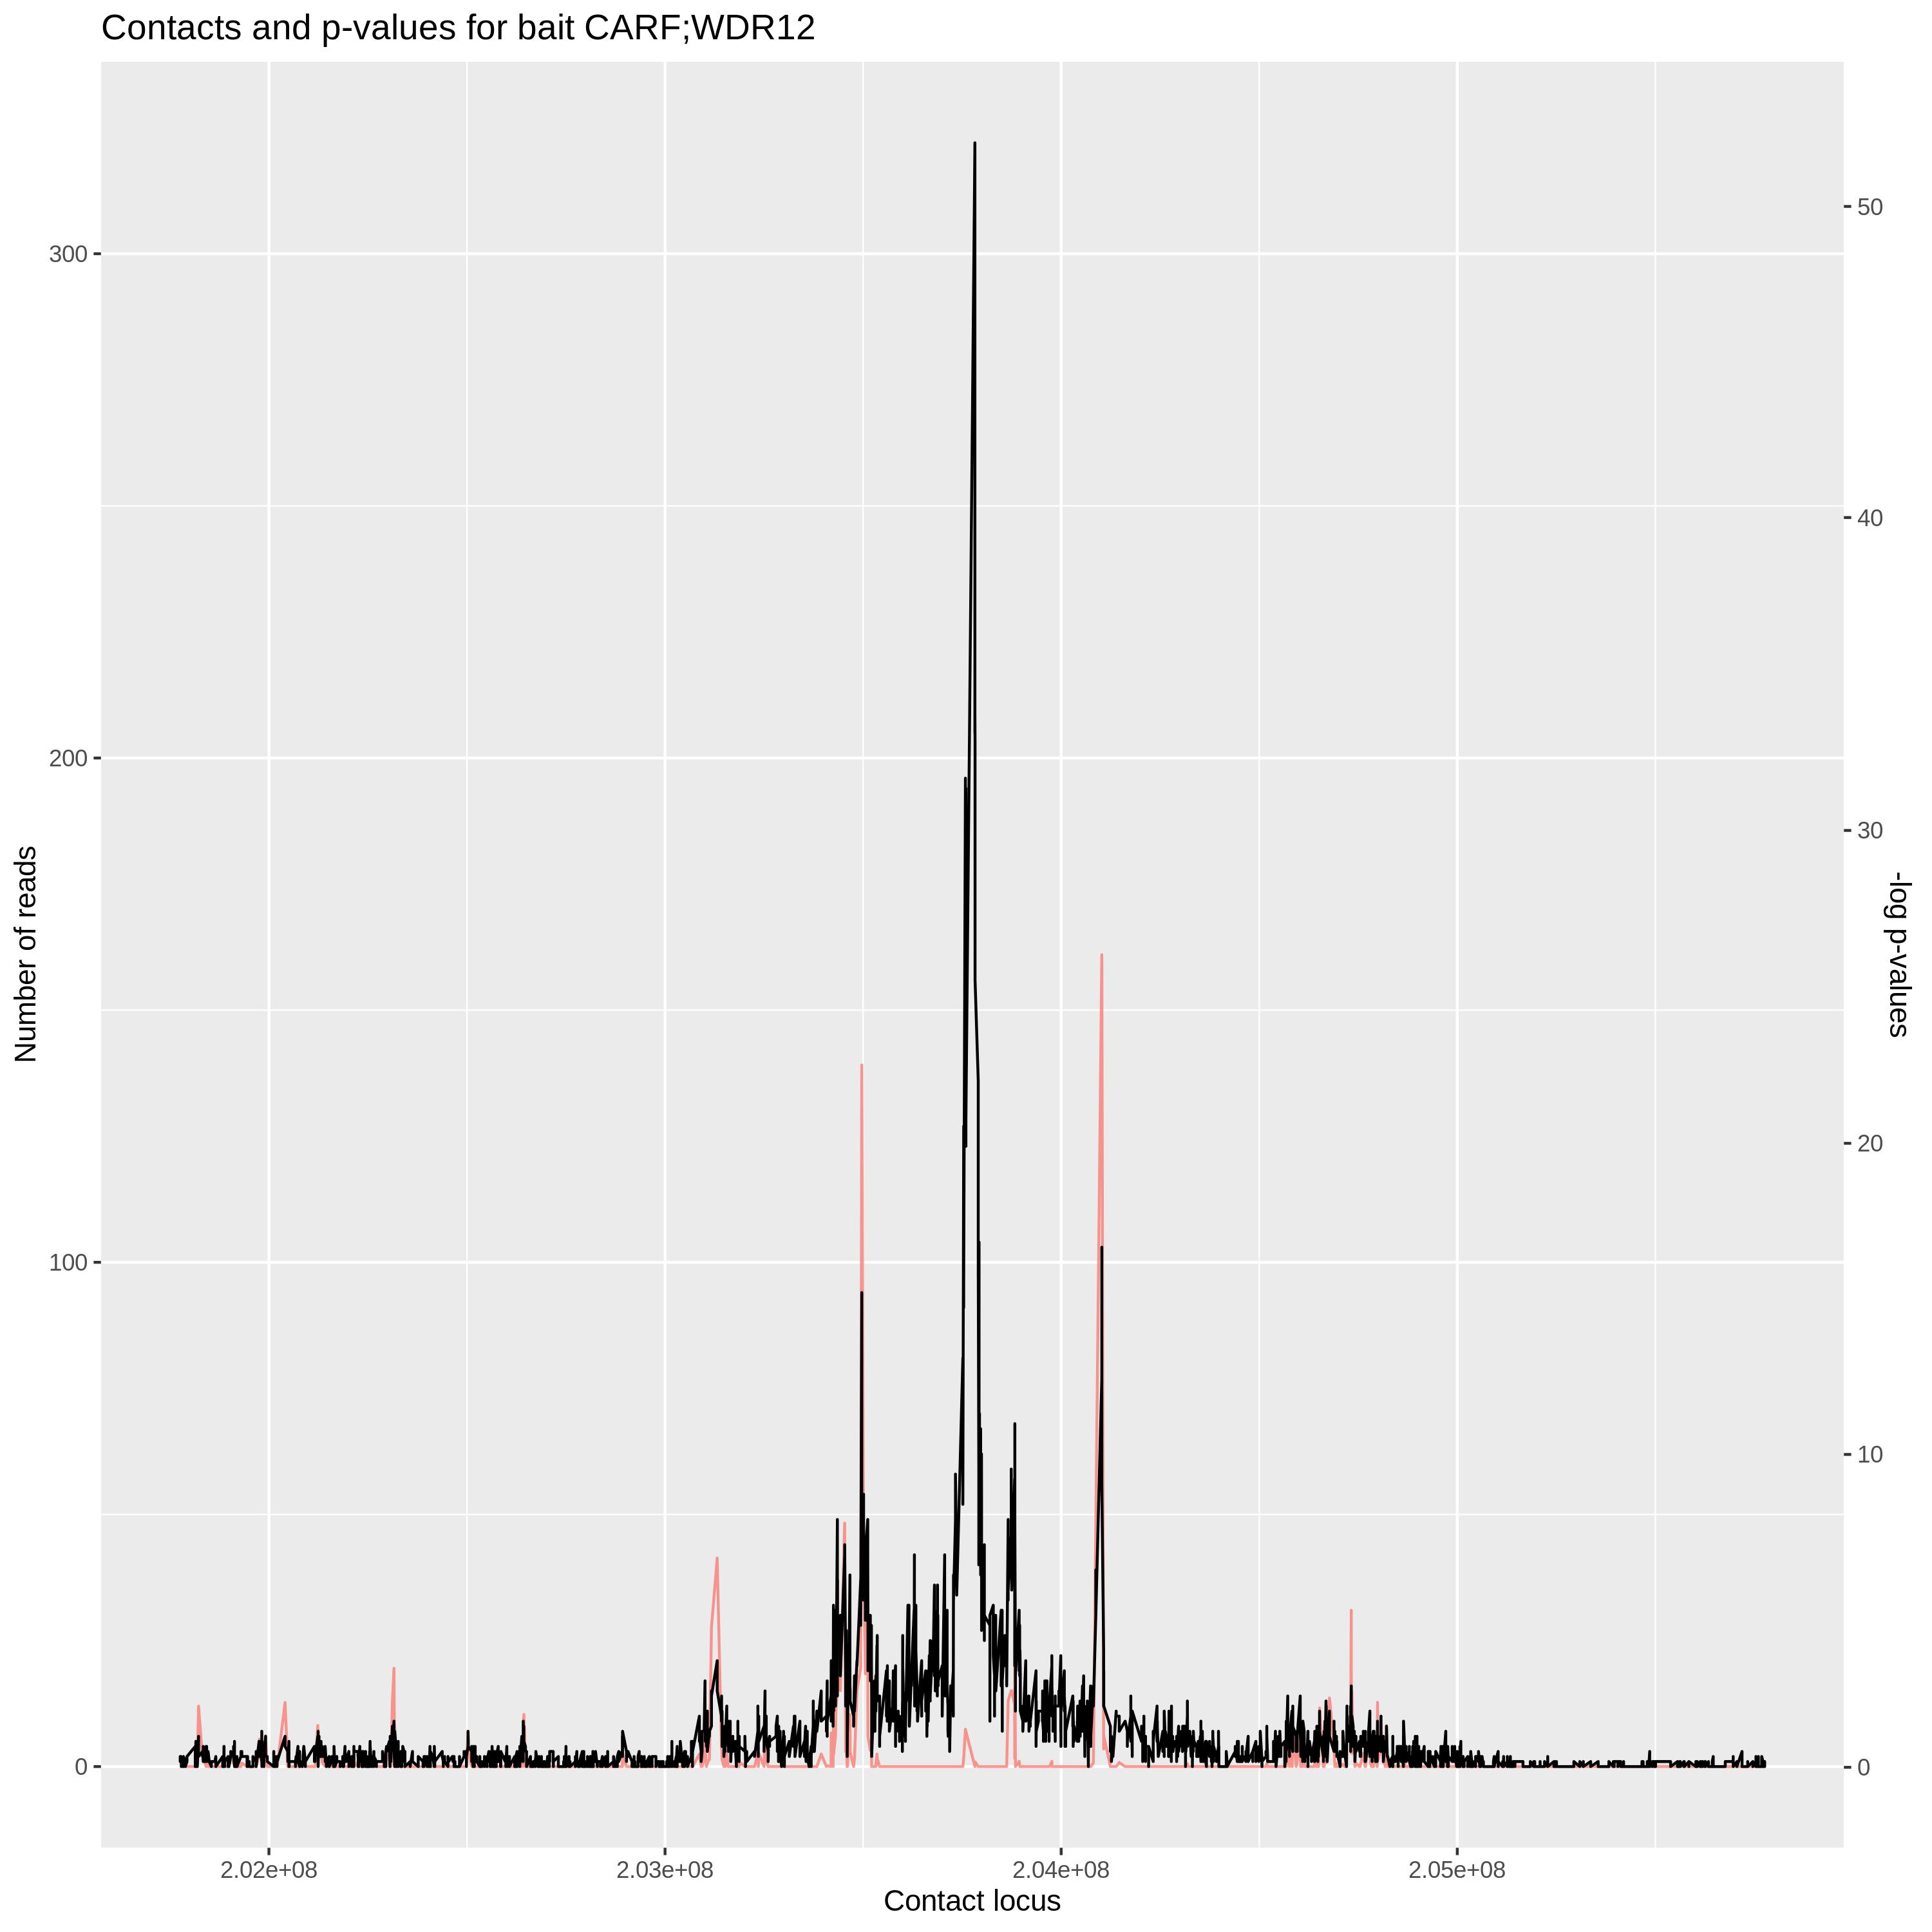 Contacts and p-values for bait CARF;WDR12
300
200
100
0
Number of reads
50
40
30
20
10
0
-log p-values
2.02e+08
2.03e+08
2.04e+08
2.05e+08
Contact locus